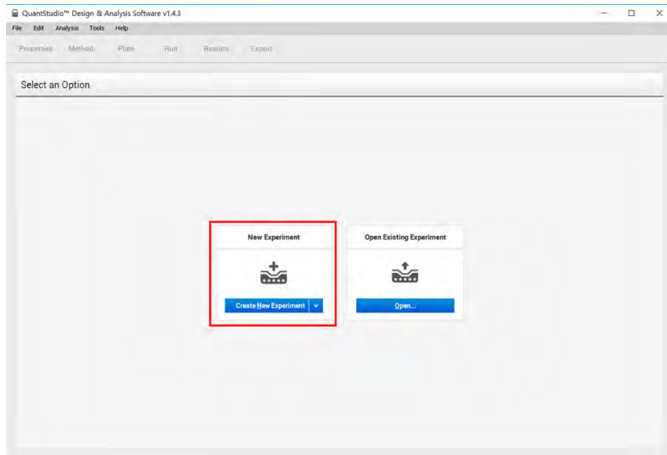 QuantStudio™ Design & Analysis Software v1.4.3
File Edit Analysis Tools Help
Properties Method Plate Run Results Export
Select an Option
New Experiment Open Existing Experiment
Create New Experiment Open...